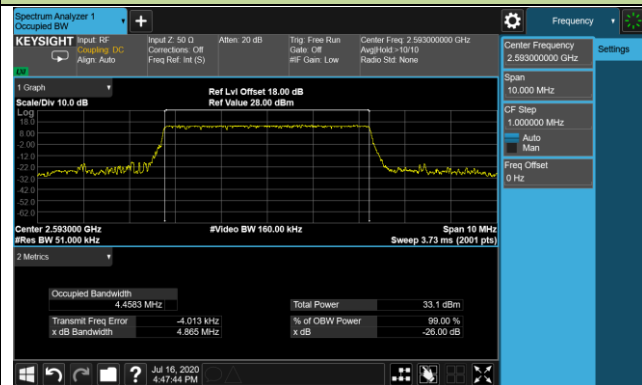 Spectrum Analyzer 1
Occupied BW
Frequency
KEYSIGHT
Input: RF
Coupling: DC
Align: Auto
Input Z: 50 Ω
Corrections: Off
Freq Ref: Int (S)
Atten: 20 dB
Trig: Free Run
Gate: Off
#IF Gain: Low
Center Freq: 2.593000000 GHz
Avg|Hold:>10/10
Radio Std: None
Center Frequency
2.593000000 GHz
Settings
Span
10.000 MHz
CF Step
1.000000 MHz
Auto
Man
Freq Offset
0 Hz
1 Graph
Scale/Div 10.0 dB
Ref Lvl Offset 18.00 dB
Ref Value 28.00 dBm
Log
18.0
8.00
-2.00
-12.0
-22.0
-32.0
-42.0
-52.0
-62.0
Center 2.593000 GHz
#Res BW 51.000 kHz
#Video BW 160.00 kHz
Span 10 MHz
Sweep 3.73 ms (2001 pts)
2 Metrics
Occupied Bandwidth
4.4583 MHz
Total Power 33.1 dBm
Transmit Freq Error -4.013 kHz
% of OBW Power 99.00 %
x dB Bandwidth 4.865 MHz
x dB -26.00 dB
?
Jul 16, 2020
4:47:44 PM